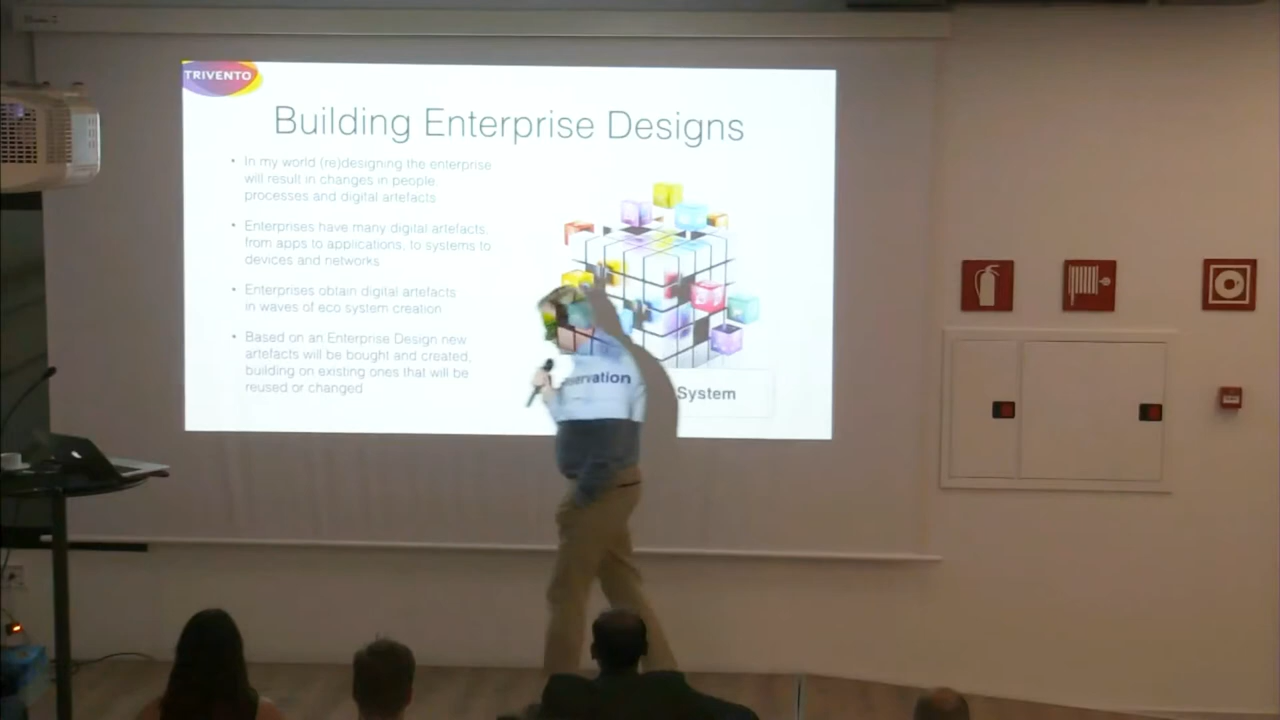 TRIVENTO
Building Enterprise Designs
• In my world (re)designing the enterprise
will result in changes in people,
processes and digital artefacts
• Enterprises have many digital artefacts,
from apps to applications, to systems to
devices and networks
• Enterprises obtain digital artefacts
in waves of eco system creation
• Based on an Enterprise Design new
artefacts will be bought and created,
building on existing ones that will be
reused or changed
ervation
System